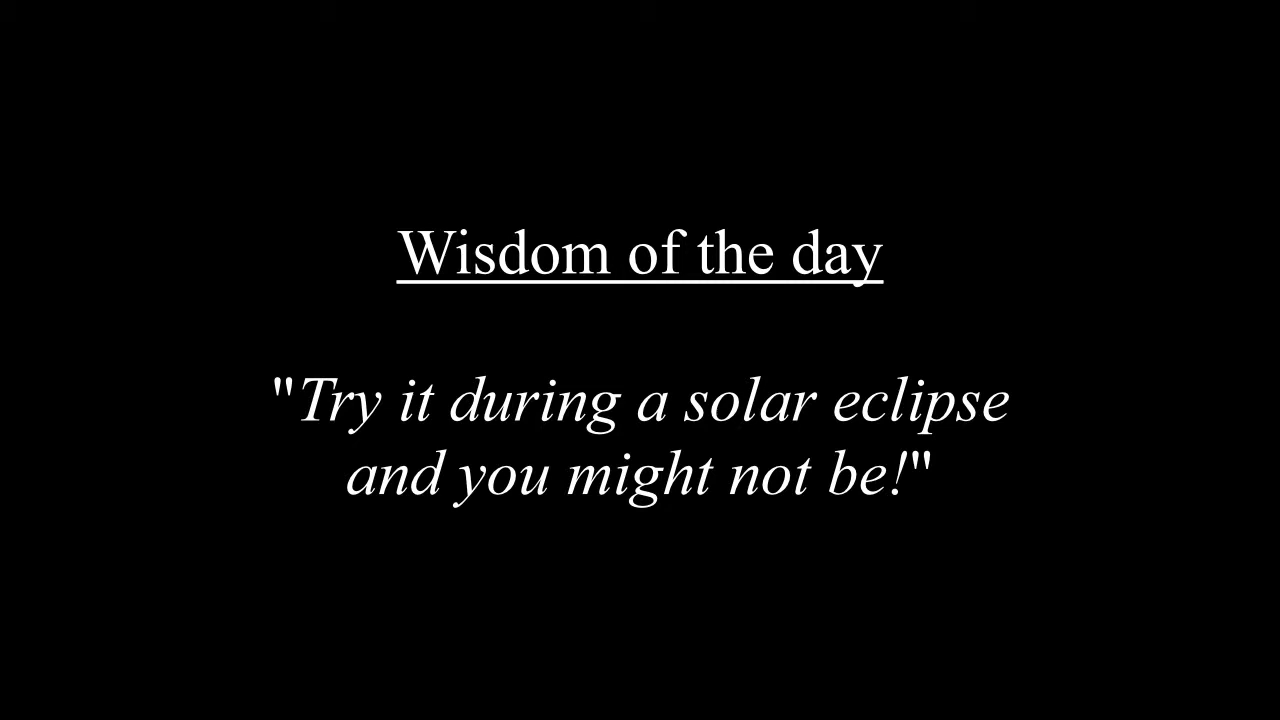 Wisdom of the day
"Try it during a solar eclipse
and you might not be!"